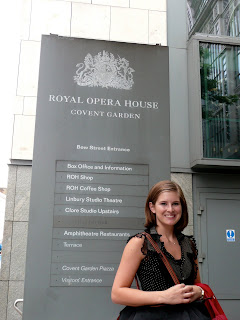 ROYAL OPERA HOUSE
COVENT GARDEN
Bow Street Entrance
Box Office and Information
ROH Shop
ROH Coffee Shop
Linbury Studio Theatre
Clore Studio Upstairs
Amphitheatre Restaurant
Terrace
Covent Garden Piazza
Entrance